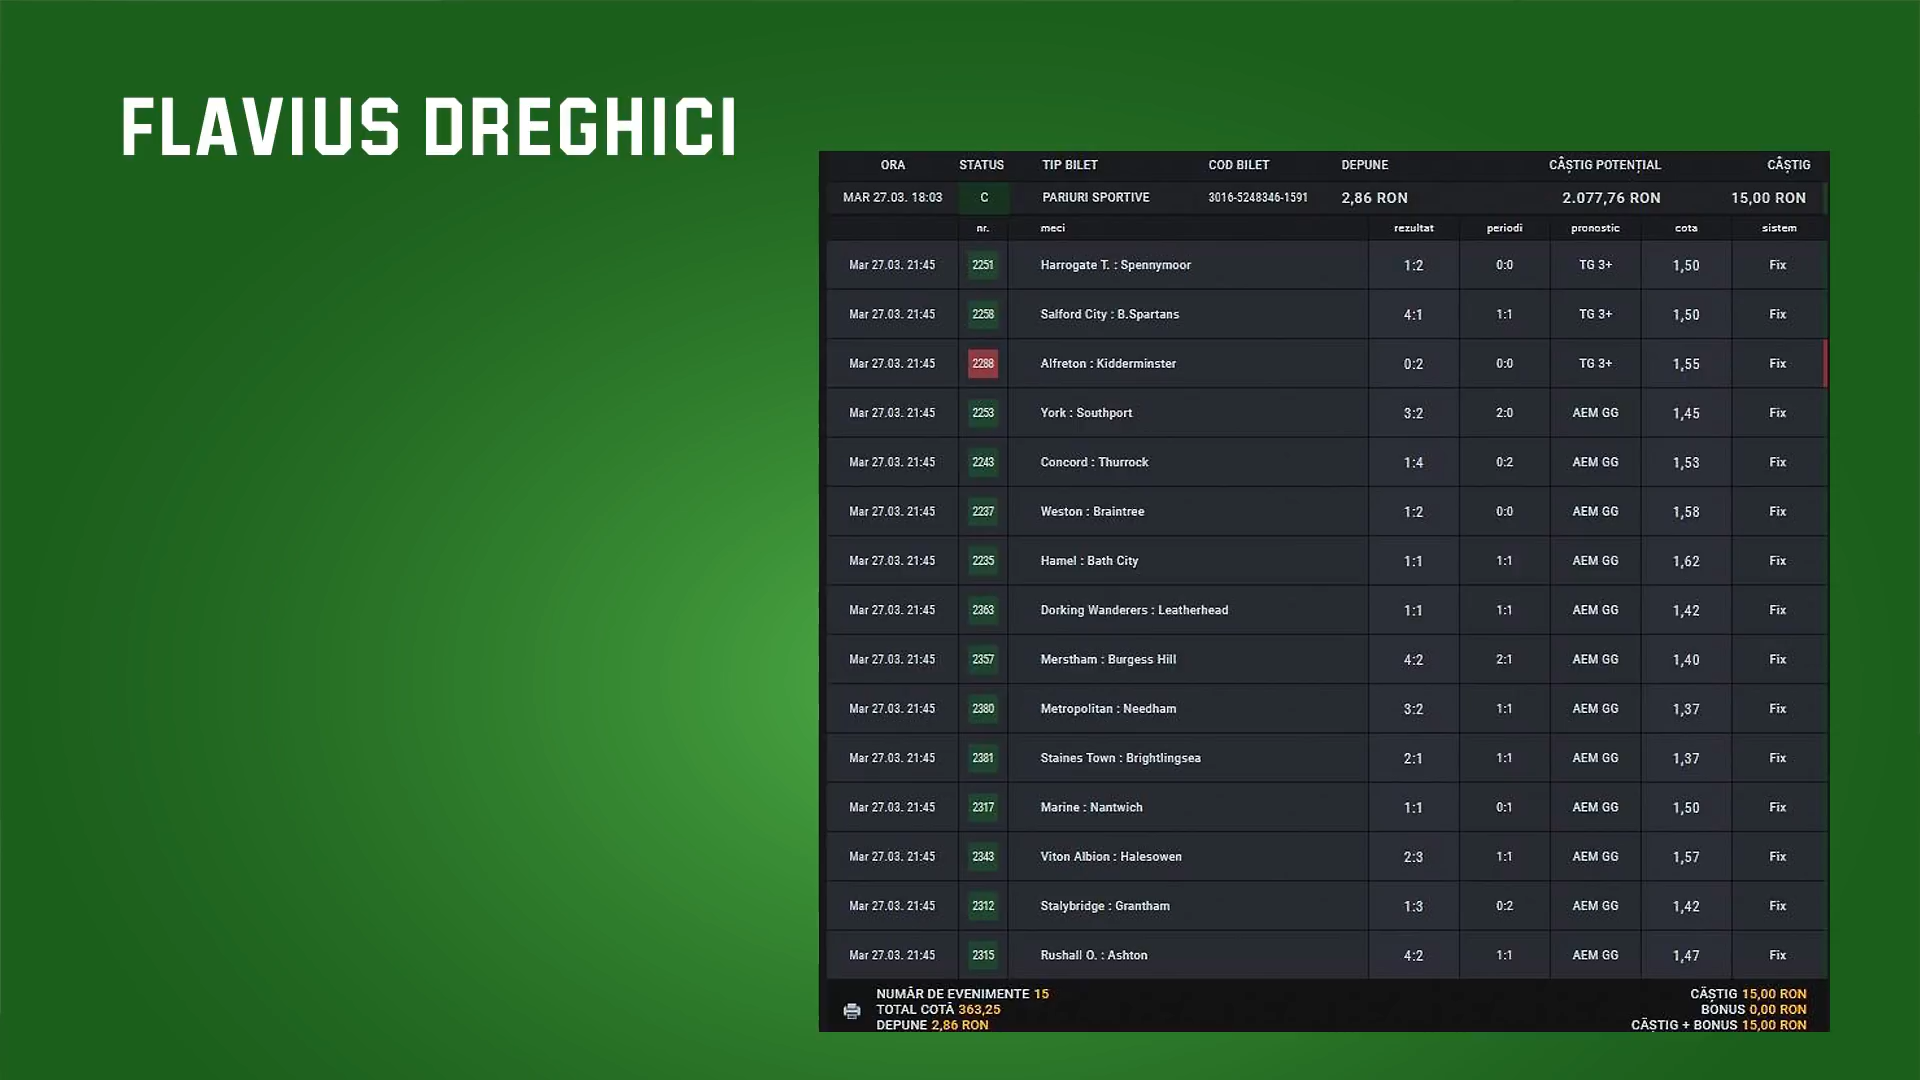 FLAVIUS DREGHICI
ORA STATUS TIP BILET COD BILET DEPUNE CÂȘTIG POTENȚIAL CÂȘTIG
MAR 27.03. 18:03 C PARIURI SPORTIVE 3016-5248346-1591 2,86 RON 2.077,76 RON 15,00 RON
nr. meci rezultat periodi pronostic cota sistem
Mar 27.03. 21:45 2251 Harrogate T. : Spennymoor 1:2 0:0 TG 3+ 1,50 Fix
Mar 27.03. 21:45 2258 Salford City : B.Spartans 4:1 1:1 TG 3+ 1,50 Fix
Mar 27.03. 21:45 2288 Alfreton : Kidderminster 0:2 0:0 TG 3+ 1,55 Fix
Mar 27.03. 21:45 2253 York : Southport 3:2 2:0 AEM GG 1,45 Fix
Mar 27.03. 21:45 2243 Concord : Thurrock 1:4 0:2 AEM GG 1,53 Fix
Mar 27.03. 21:45 2237 Weston : Braintree 1:2 0:0 AEM GG 1,58 Fix
Mar 27.03. 21:45 2235 Hamel : Bath City 1:1 1:1 AEM GG 1,62 Fix
Mar 27.03. 21:45 2363 Dorking Wanderers : Leatherhead 1:1 1:1 AEM GG 1,42 Fix
Mar 27.03. 21:45 2357 Merstham : Burgess Hill 4:2 2:1 AEM GG 1,40 Fix
Mar 27.03. 21:45 2380 Metropolitan : Needham 3:2 1:1 AEM GG 1,37 Fix
Mar 27.03. 21:45 2381 Staines Town : Brightlingsea 2:1 1:1 AEM GG 1,37 Fix
Mar 27.03. 21:45 2317 Marine : Nantwich 1:1 0:1 AEM GG 1,50 Fix
Mar 27.03. 21:45 2343 Viton Albion : Halesowen 2:3 1:1 AEM GG 1,57 Fix
Mar 27.03. 21:45 2312 Stalybridge : Grantham 1:3 0:2 AEM GG 1,42 Fix
Mar 27.03. 21:45 2315 Rushall O. : Ashton 4:2 1:1 AEM GG 1,47 Fix
NUMĂR DE EVENIMENTE 15 CÂȘTIG 15,00 RON
TOTAL COTĂ 363,25 BONUS 0,00 RON
DEPUNE 2,86 RON CÂȘTIG + BONUS 15,00 RON